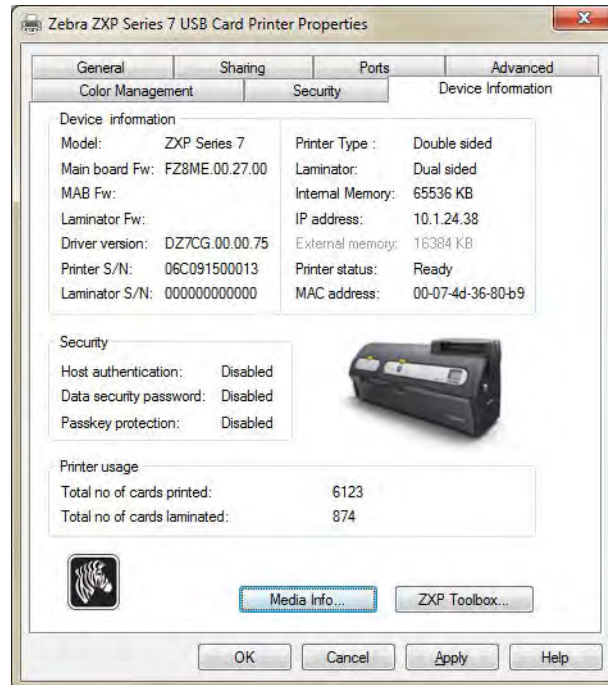 Zebra ZXP Series 7 USB Card Printer Properties
General Sharing Ports Advanced
Color Management Security Device Information
Device information
Model: ZXP Series 7
Main board Fw: FZ8ME.00.27.00
MAB Fw:
Laminator Fw:
Driver version: DZ7CG.00.00.75
Printer S/N: 06C091500013
Laminator S/N: 000000000000
Printer Type : Double sided
Laminator: Dual sided
Internal Memory: 65536 KB
IP address: 10.1.24.38
External memory: 16384 KB
Printer status: Ready
MAC address: 00-07-4d-36-80-b9
Security
Host authentication: Disabled
Data security password: Disabled
Passkey protection: Disabled
Printer usage
Total no of cards printed: 6123
Total no of cards laminated: 874
Media Info... ZXP Toolbox...
OK Cancel Apply Help